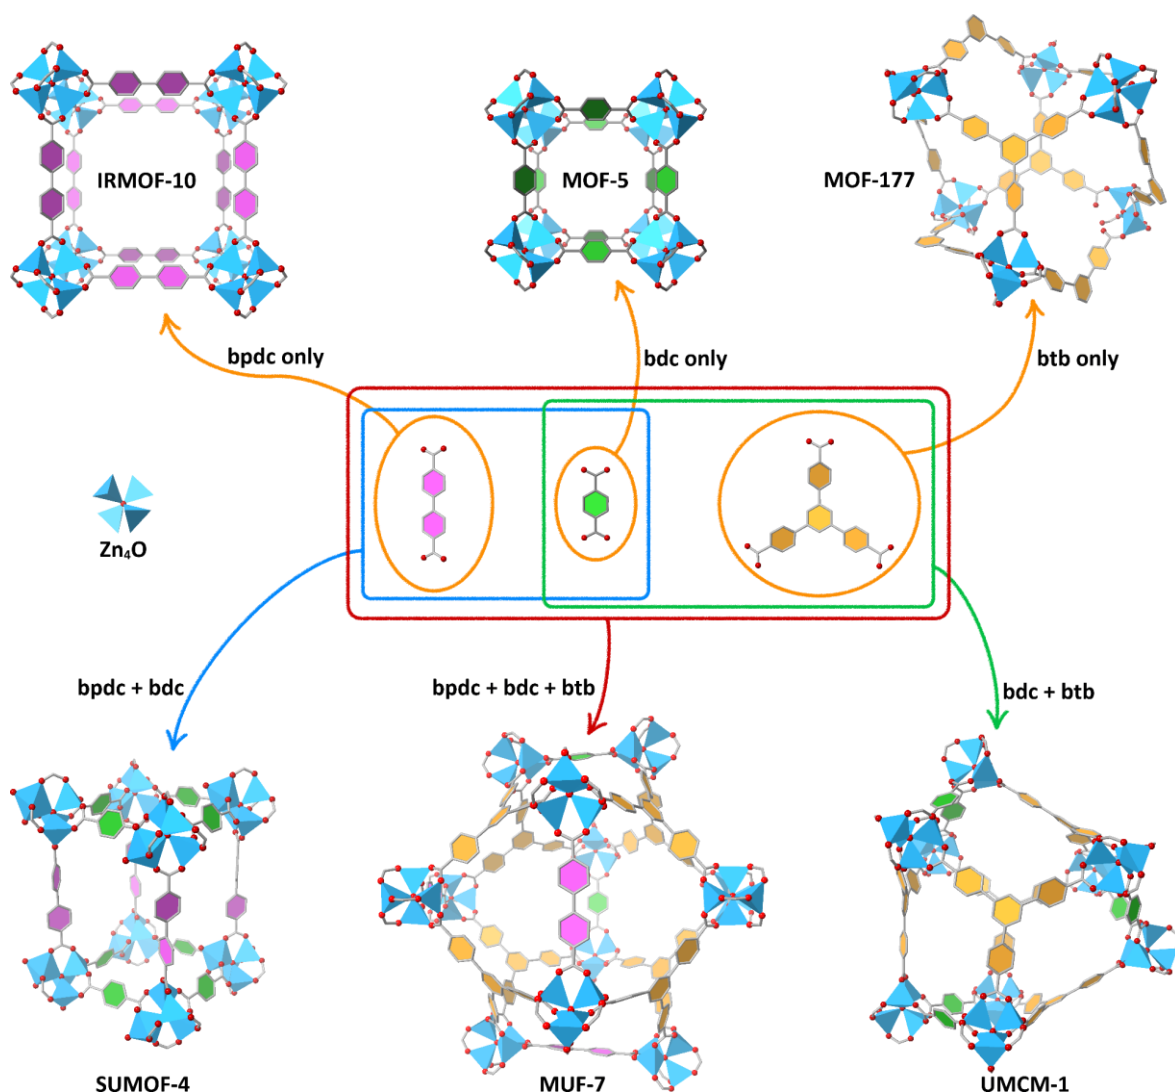 IRMOF-10
MOF-5
MOF-177
bpdc only
bdc only
btb only
Zn₄O
bpdc + bdc
bpdc + bdc + btb
bdc + btb
SUMOF-4
MUF-7
UMCM-1